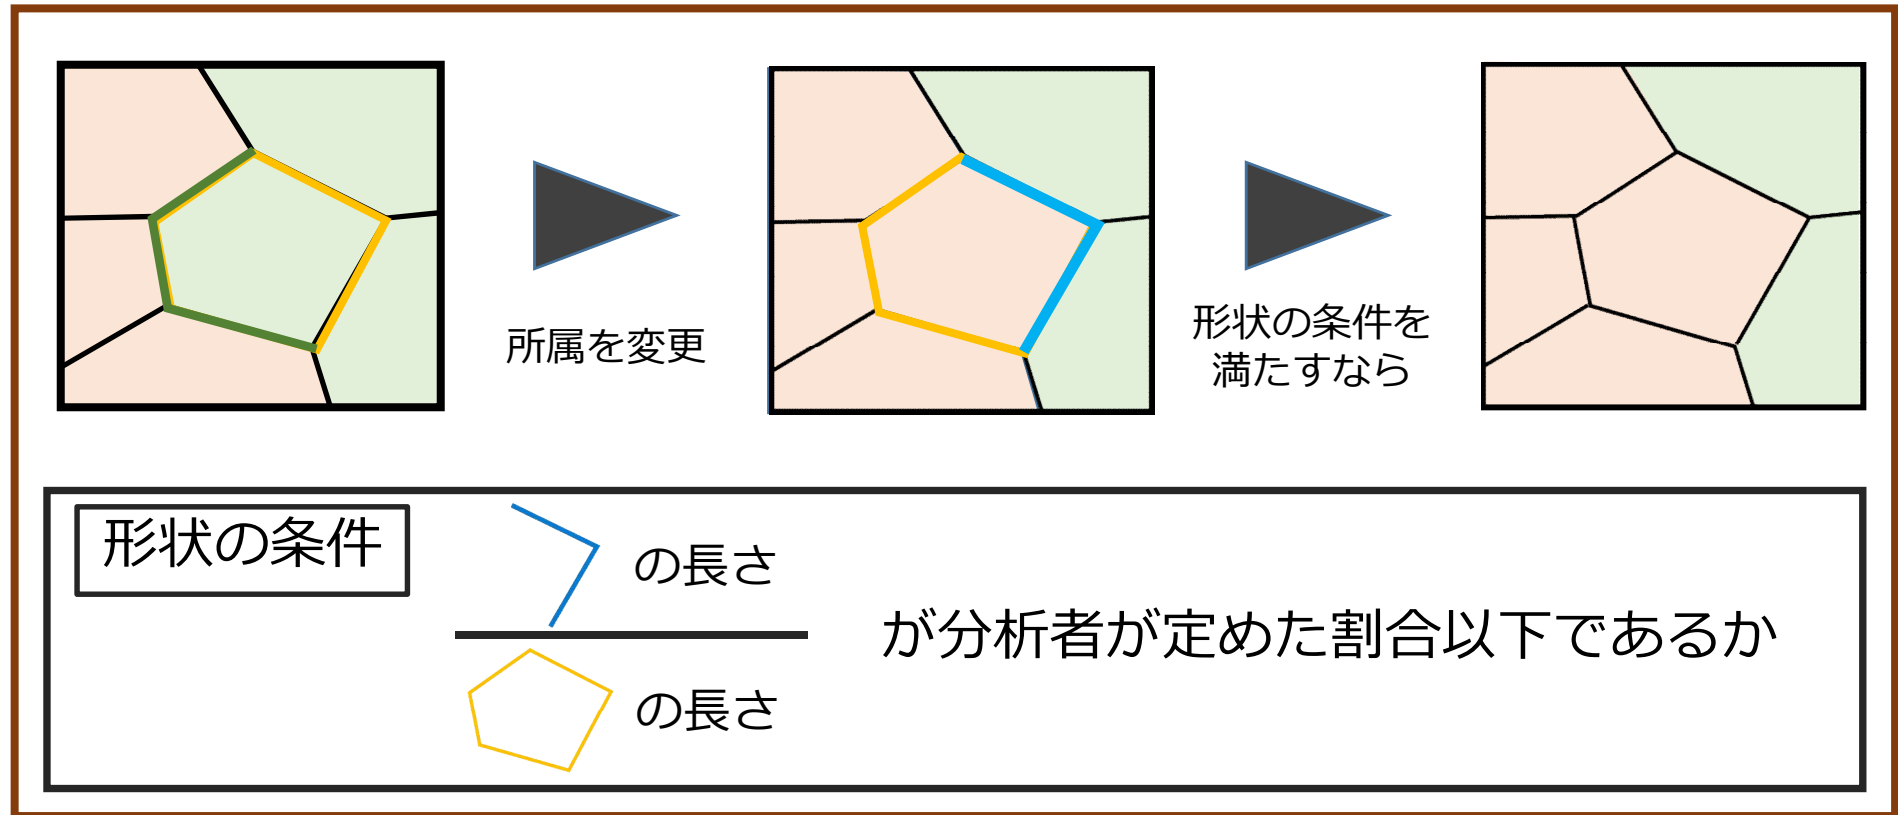 所属を変更
形状の条件を
満たすなら
形状の条件
の長さ
が分析者が定めた割合以下であるか
の長さ